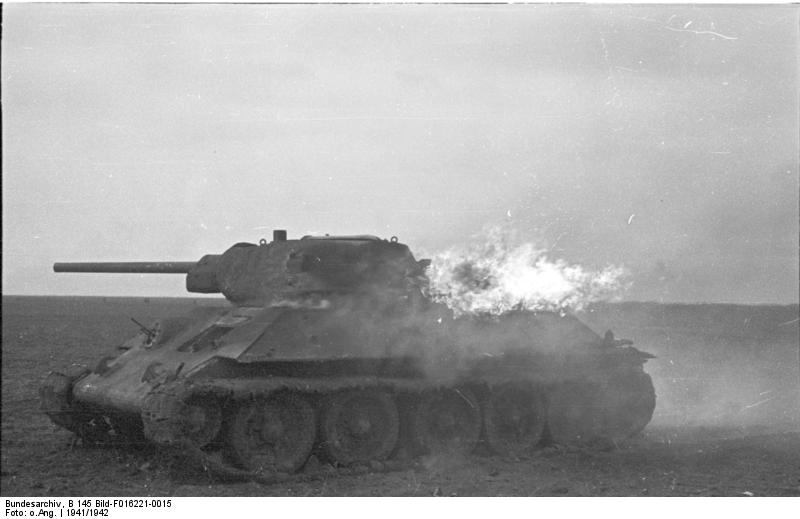 Bundesarchiv, B 145 Bild-F016221-0015
Foto: o.Ang. | 1941/1942